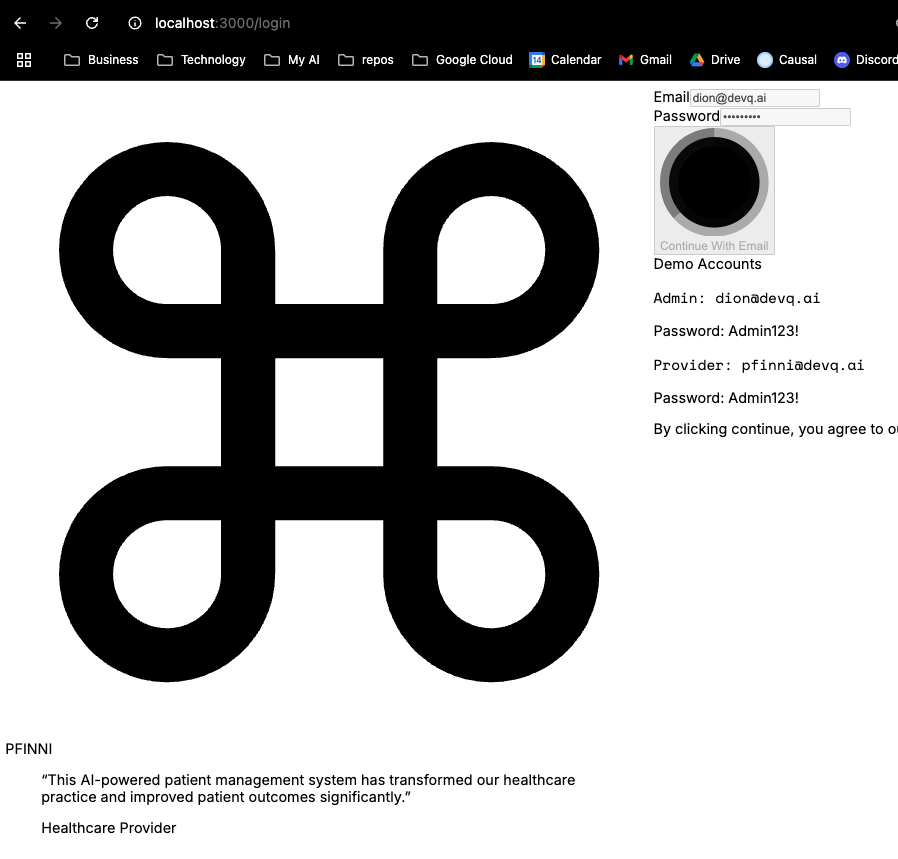 localhost:3000/login
Business Technology My AI repos Google Cloud 14 Calendar Gmail Drive Causal Discord
Email dion@devq.ai
Password •••••••••
Continue With Email
Demo Accounts
Admin: dion@devq.ai
Password: Admin123!
Provider: pfinni@devq.ai
Password: Admin123!
By clicking continue, you agree to
PFINNI
“This AI-powered patient management system has transformed our healthcare
practice and improved patient outcomes significantly.”
Healthcare Provider